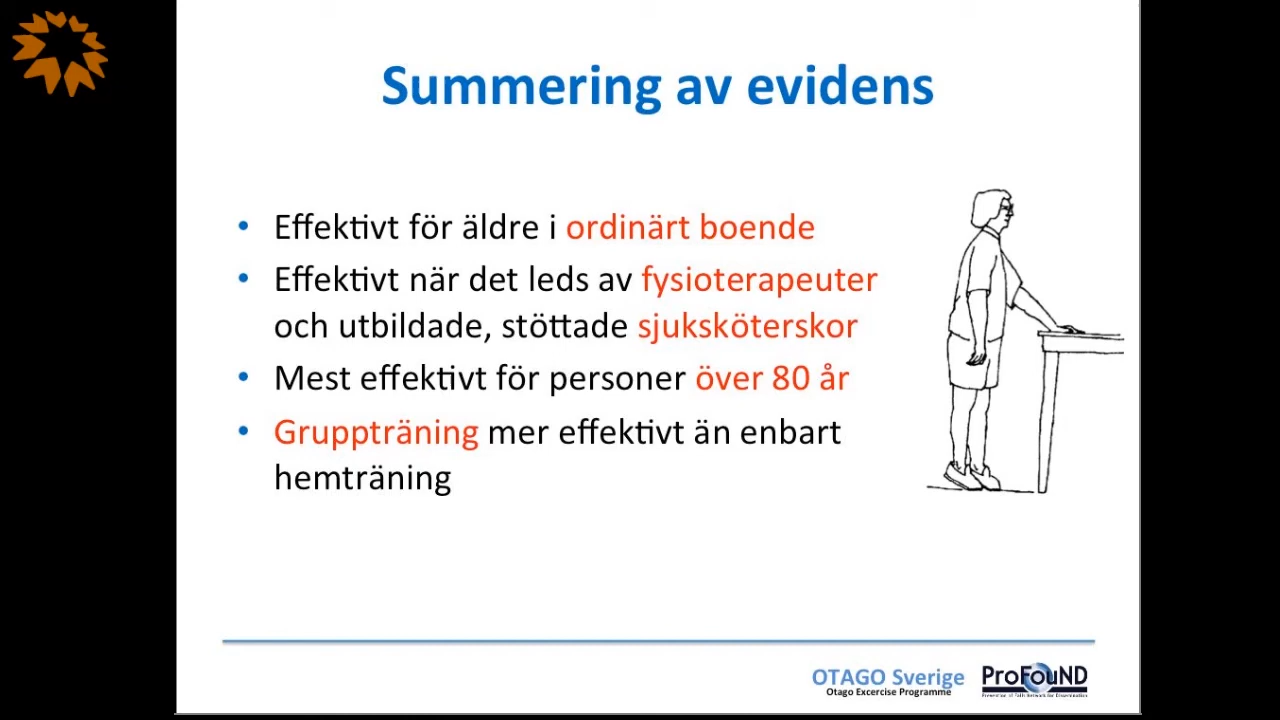 Summering av evidens
• Effektivt för äldre i ordinärt boende
• Effektivt när det leds av fysioterapeuter
och utbildade, stöttade sjuksköterskor
• Mest effektivt för personer över 80 år
• Gruppträning mer effektivt än enbart
hemträning
OTAGO Sverige
Otago Excercise Programme
ProFouND